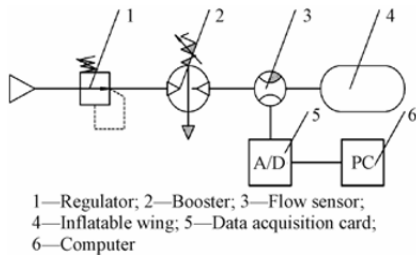 1 2 3 4
5 6
A/D PC
1—Regulator; 2—Booster; 3—Flow sensor;
4—Inflatable wing; 5—Data acquisition card;
6—Computer